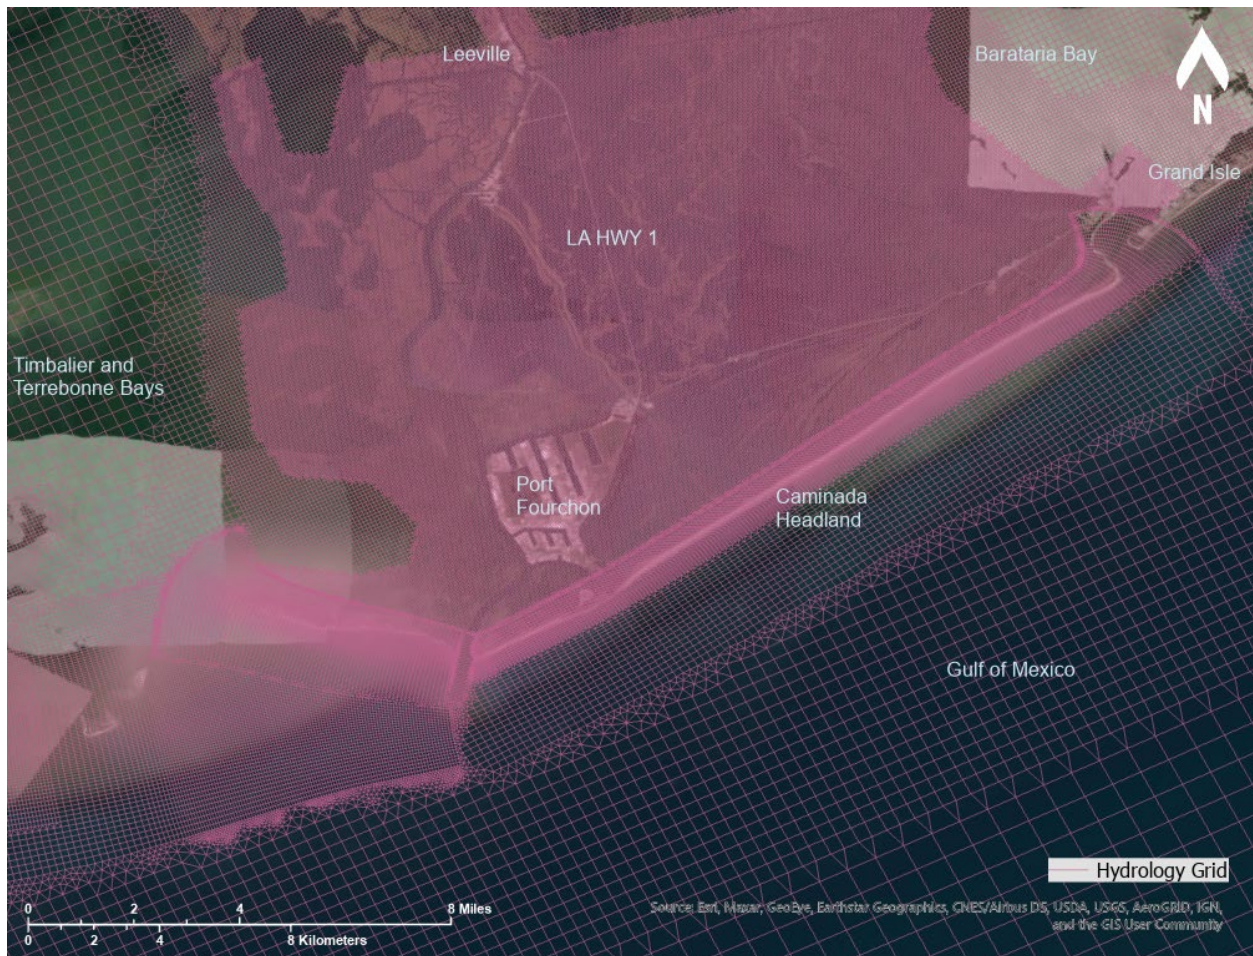 Leeville
Barataria Bay
N
Grand Isle
LA HWY 1
Timbalier and
Terrebonne Bays
Port
Fourchon
Caminada
Headland
Gulf of Mexico
Hydrology Grid
0 2 4 8 Miles
0 2 4 8 Kilometers
Source: Esri, Maxar, GeoEye, Earthstar Geographics, CNES/Airbus DS, USDA, USGS, AeroGRID, IGN,
and the GIS User Community